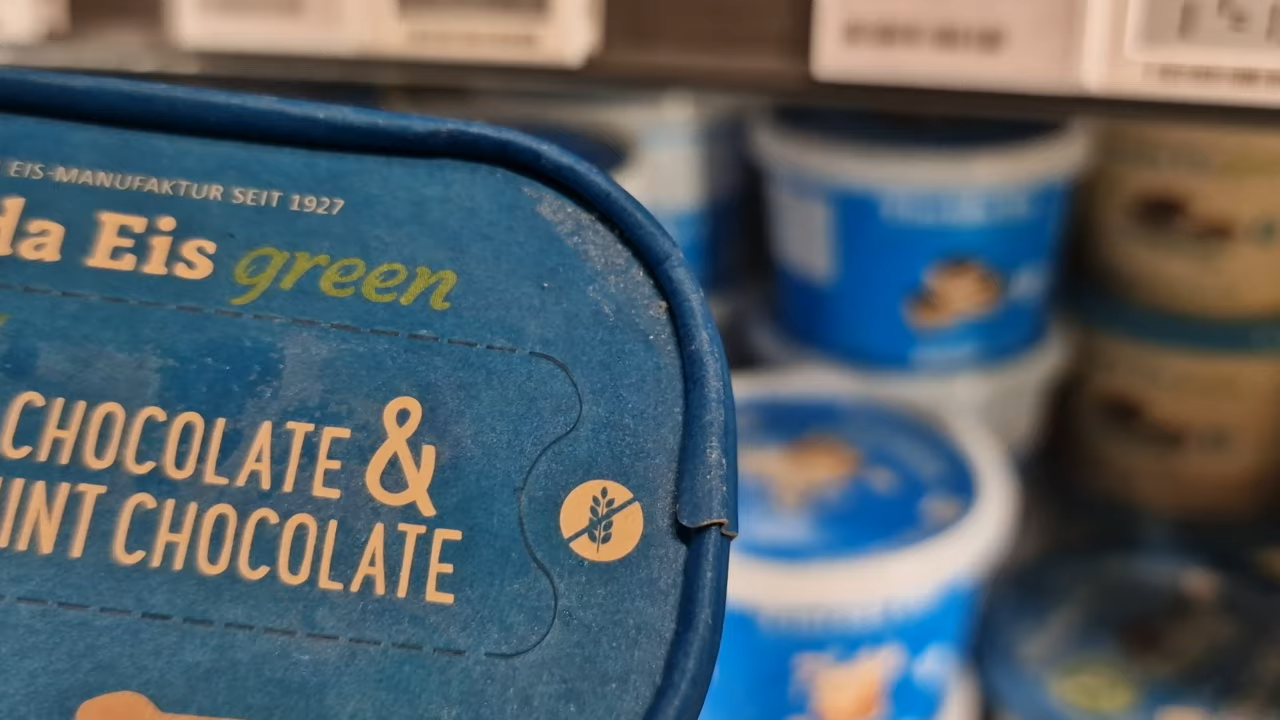 EIS-MANUFAKTUR SEIT 1927
da Eis green
CHOCOLATE &
INT CHOCOLATE